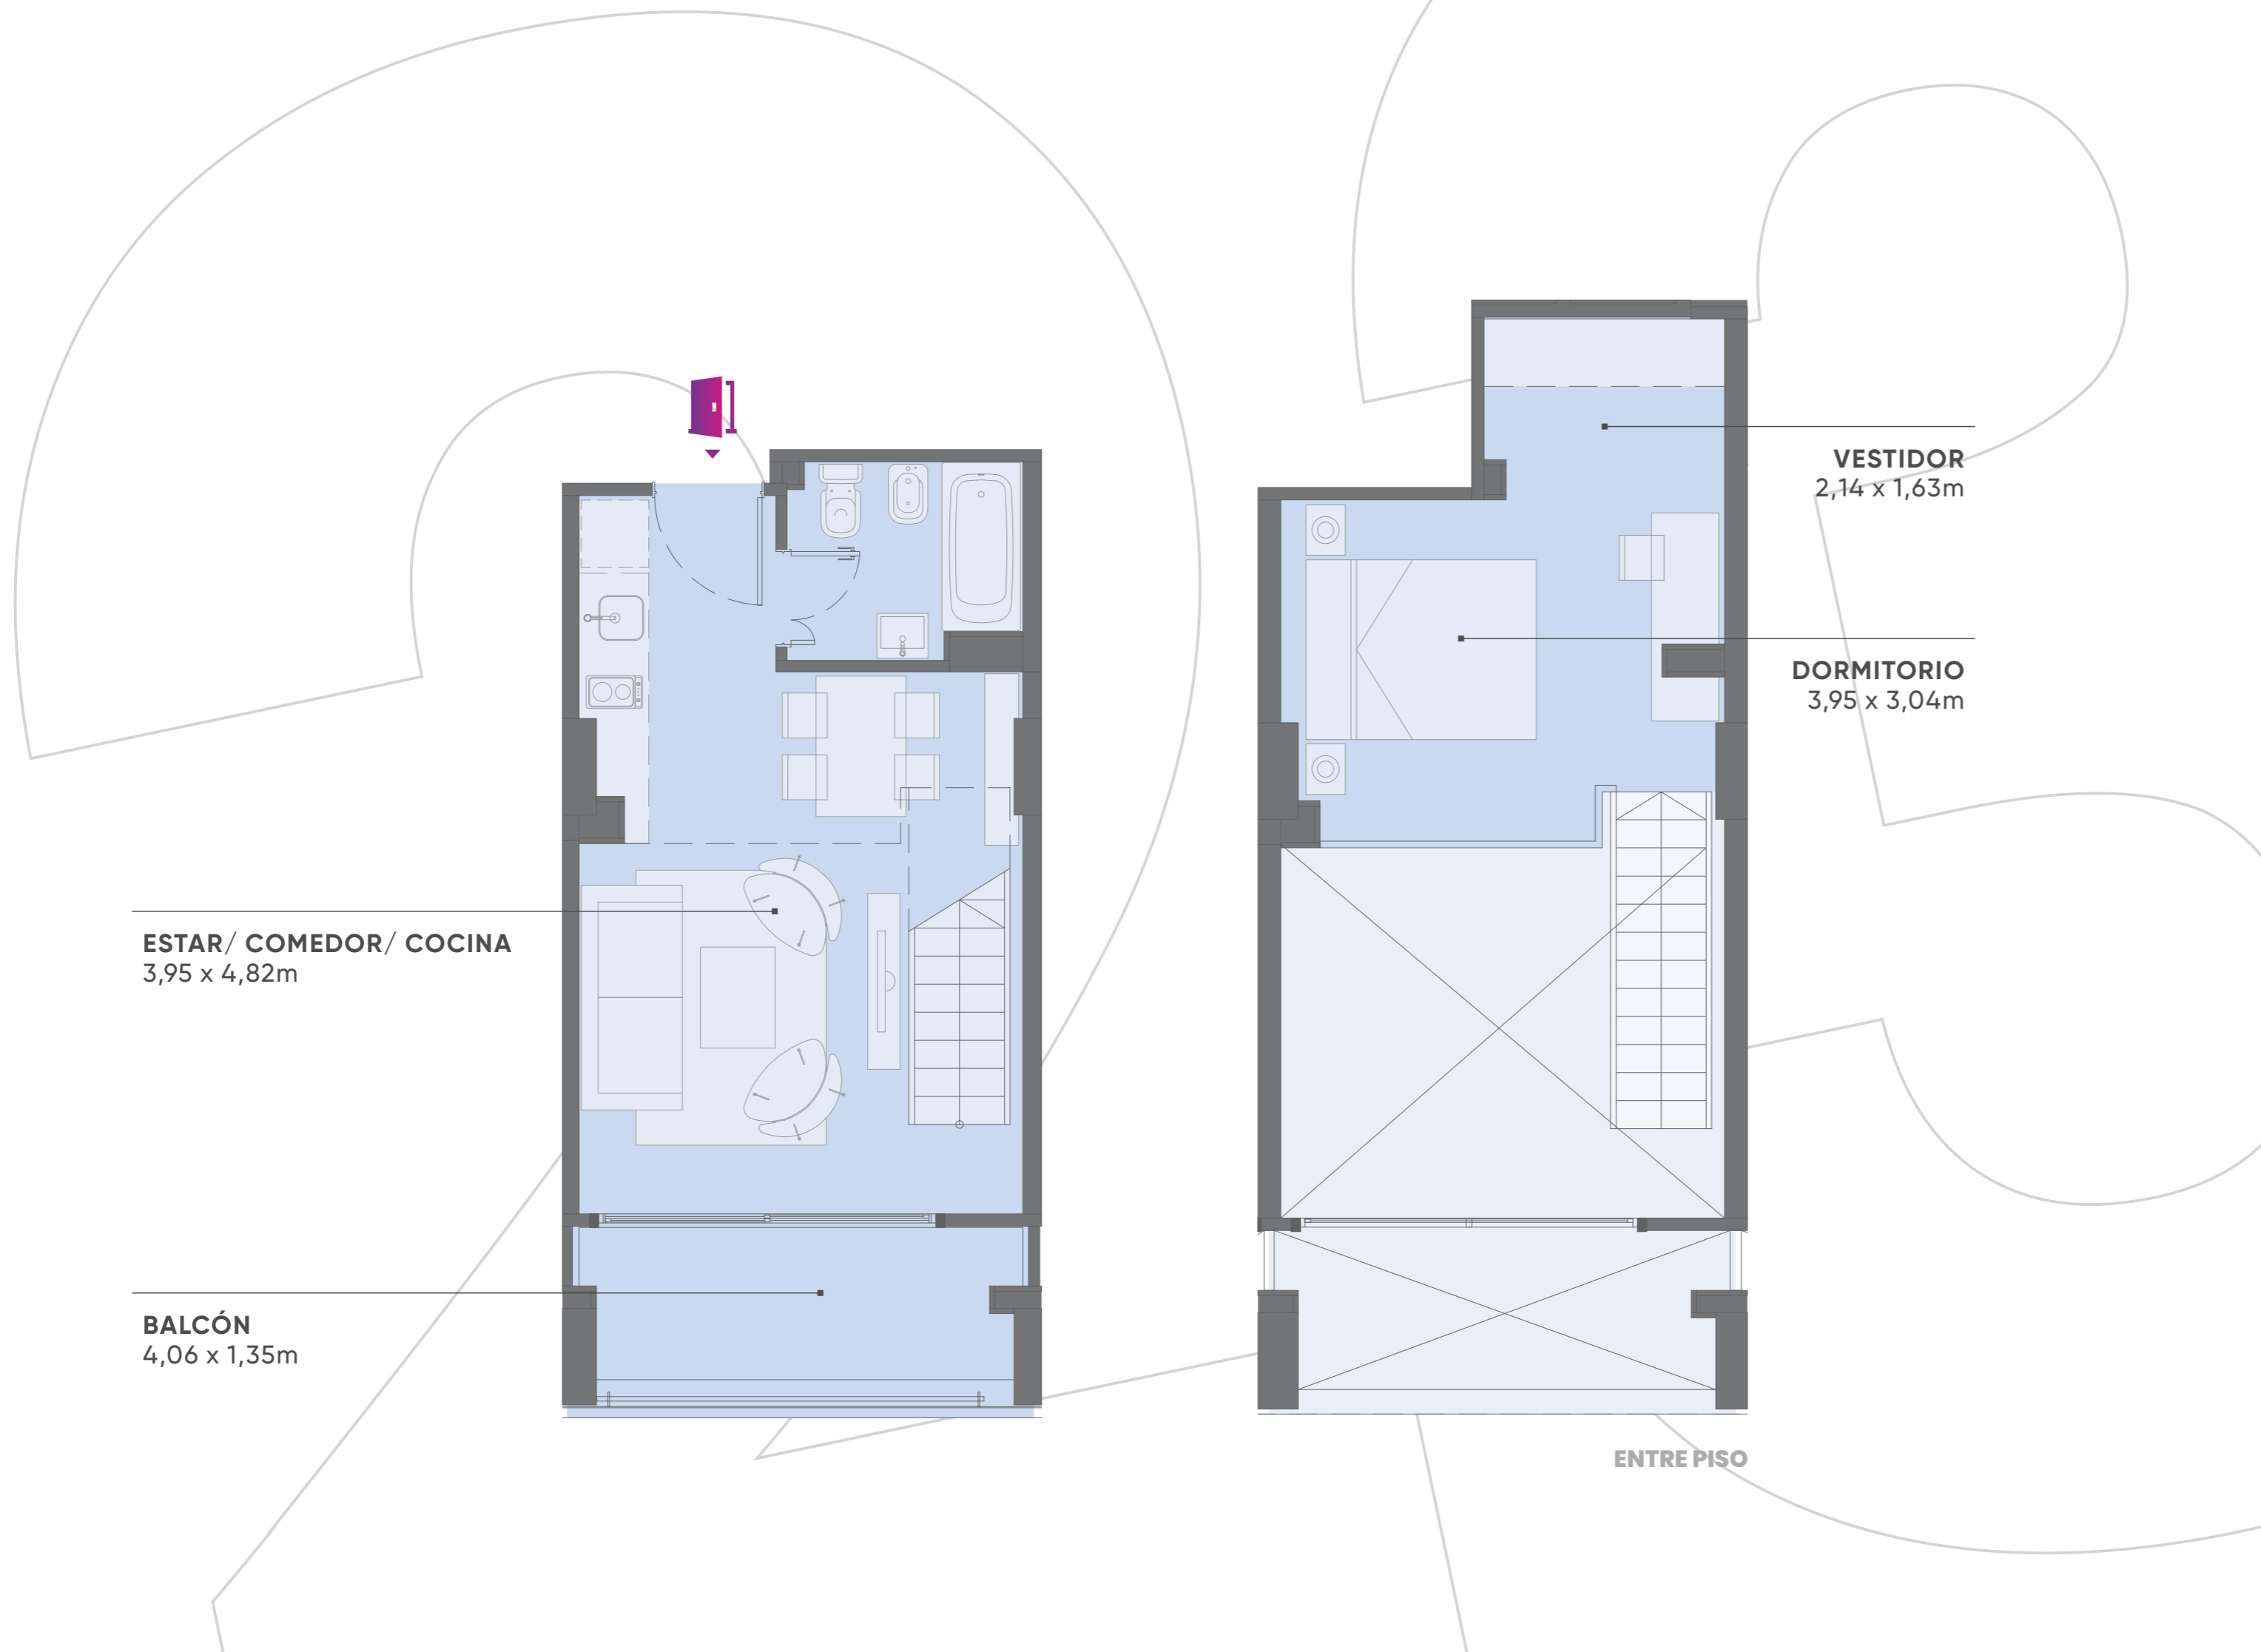 VESTIDOR
2,14 x 1,63m
DORMITORIO
3,95 x 3,04m
ESTAR/ COMEDOR/ COCINA
3,95 x 4,82m
BALCÓN
4,06 x 1,35m
ENTRE PISO